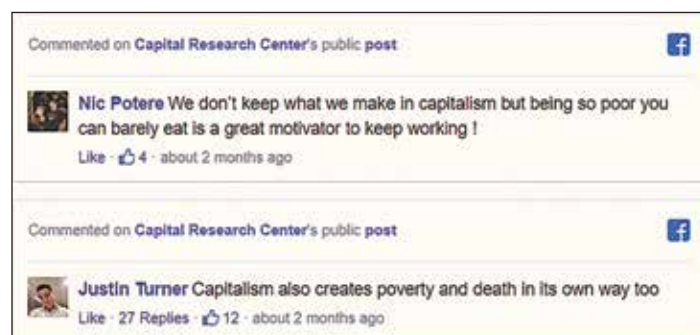 Commented on Capital Research Center's public post
Nic Potere We don't keep what we make in capitalism but being so poor you
can barely eat is a great motivator to keep working !
Like · 4 · about 2 months ago
Commented on Capital Research Center's public post
Justin Turner Capitalism also creates poverty and death in its own way too
Like · 27 Replies · 12 · about 2 months ago